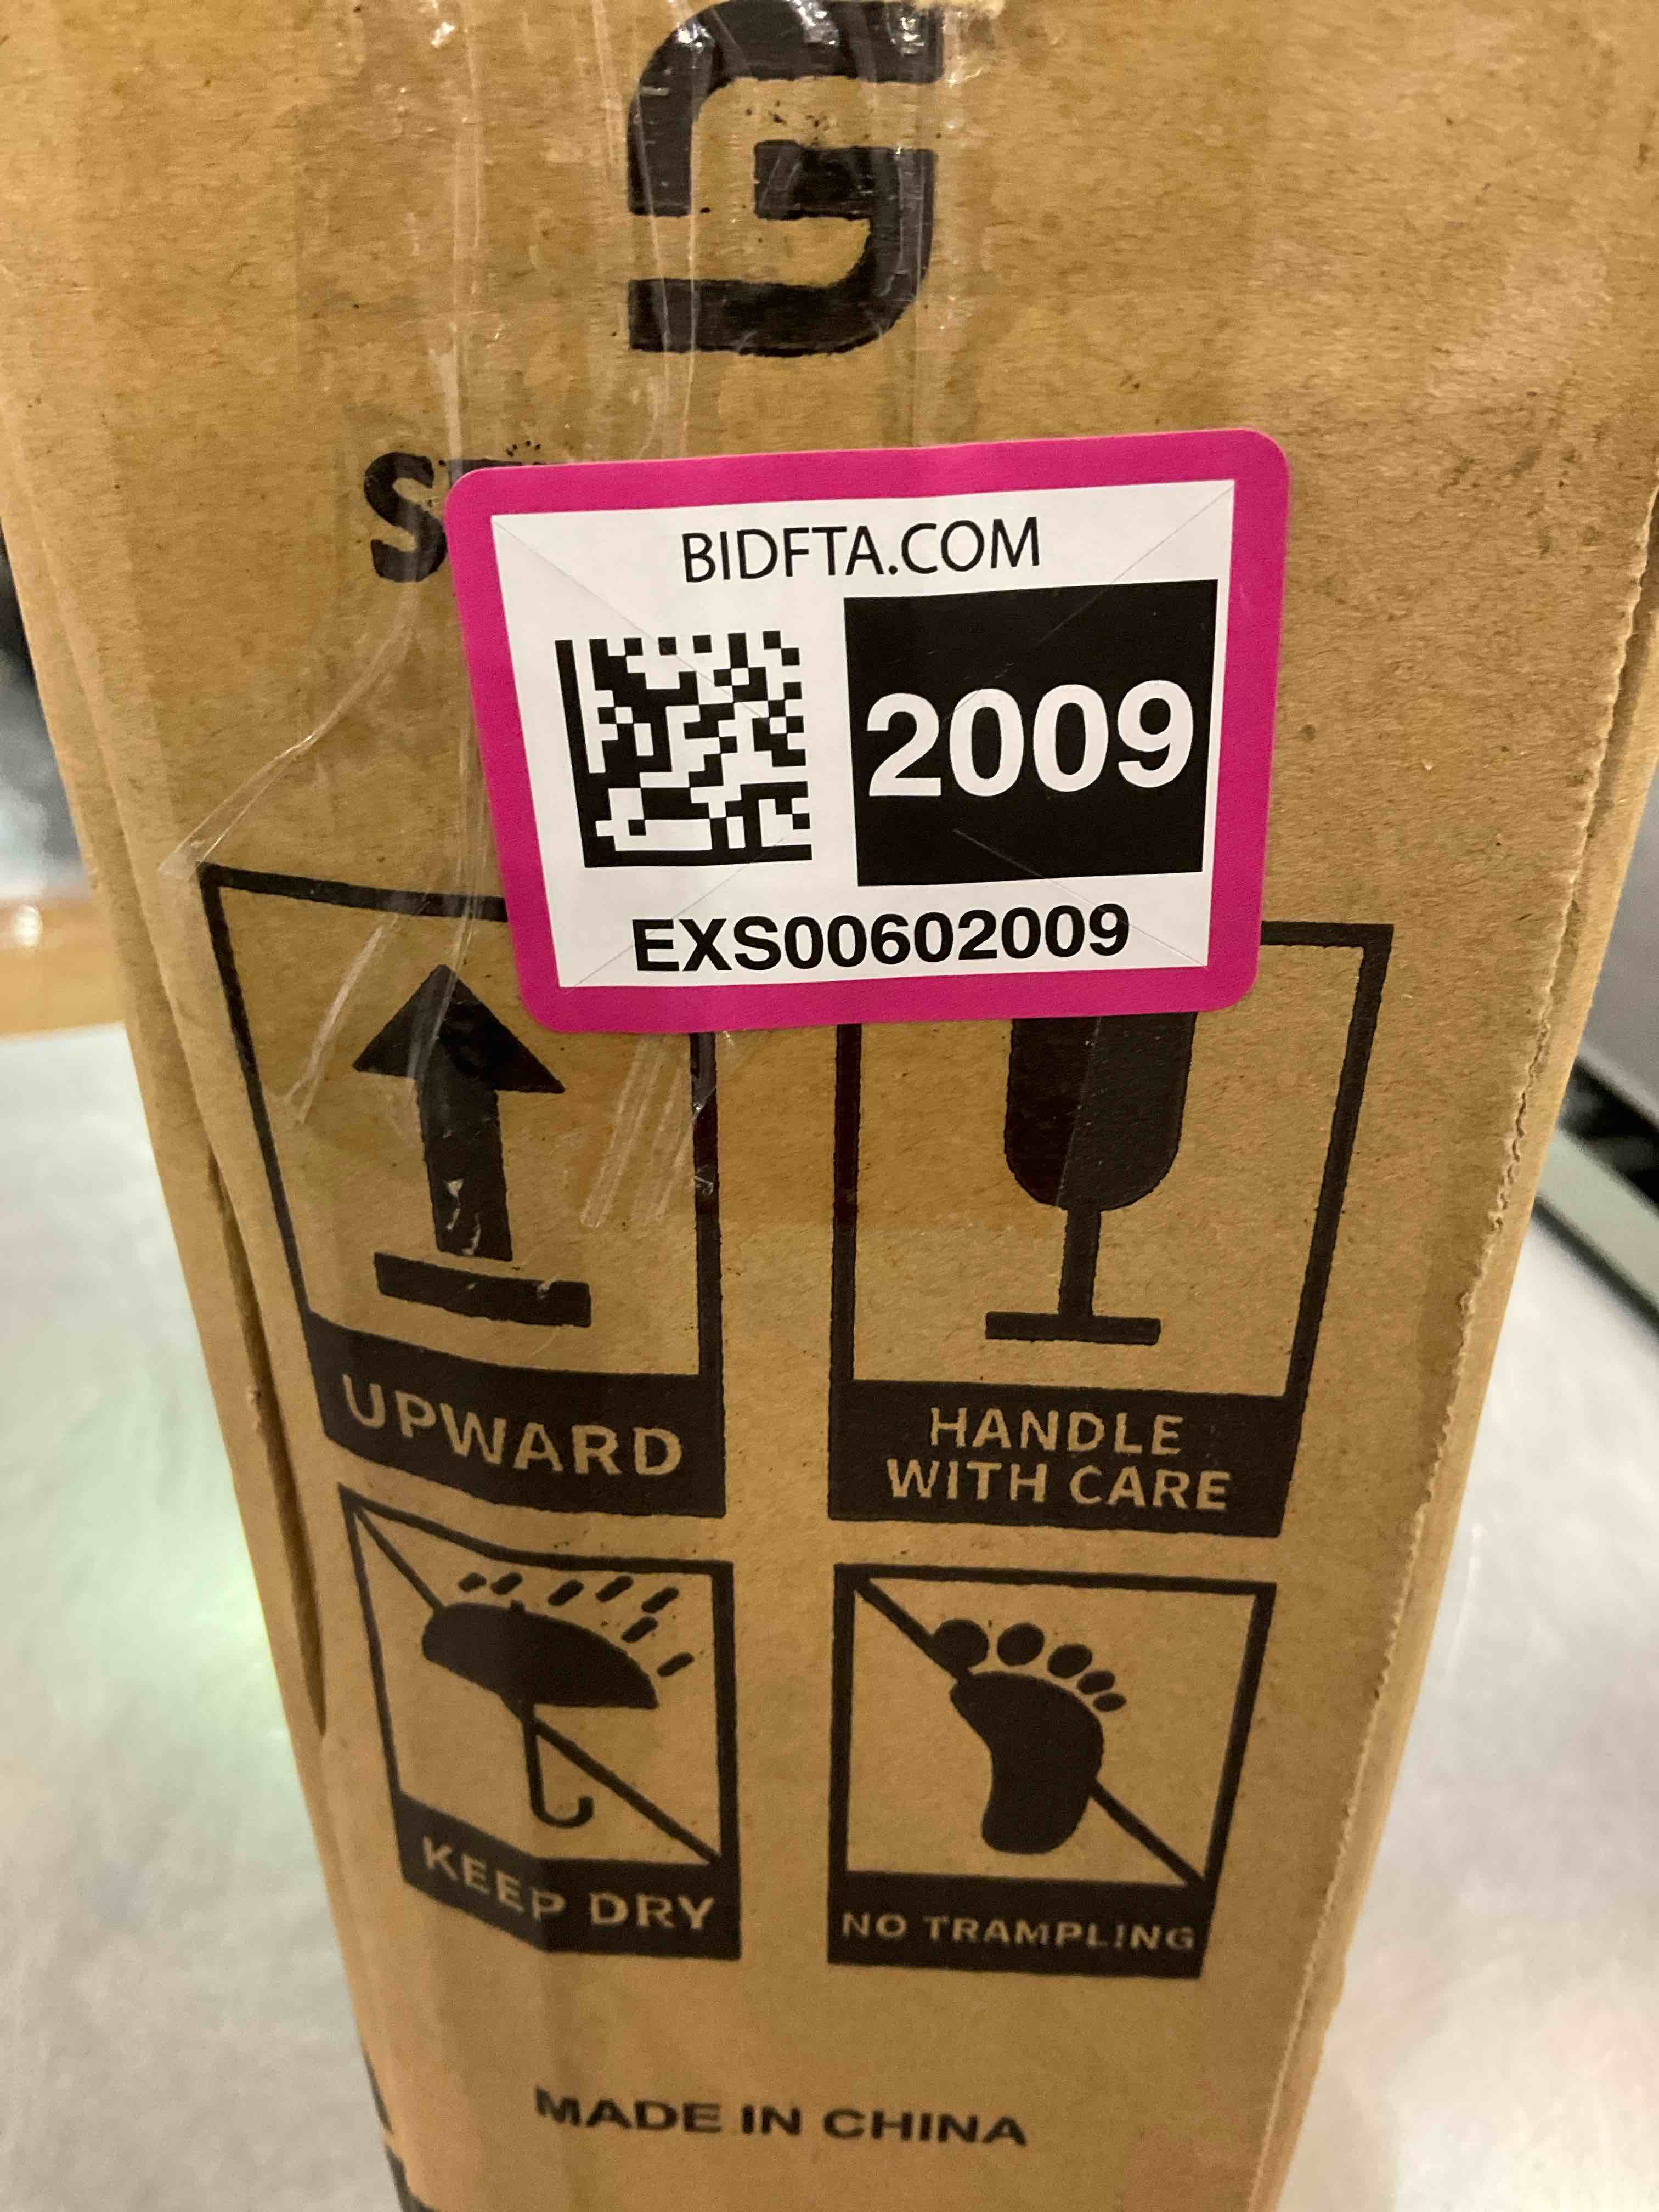 BIDFTA.COM
2009
EXS00602009
UPWARD
HANDLE
WITH CARE
KEEP DRY
NO TRAMPLING
MADE IN CHINA